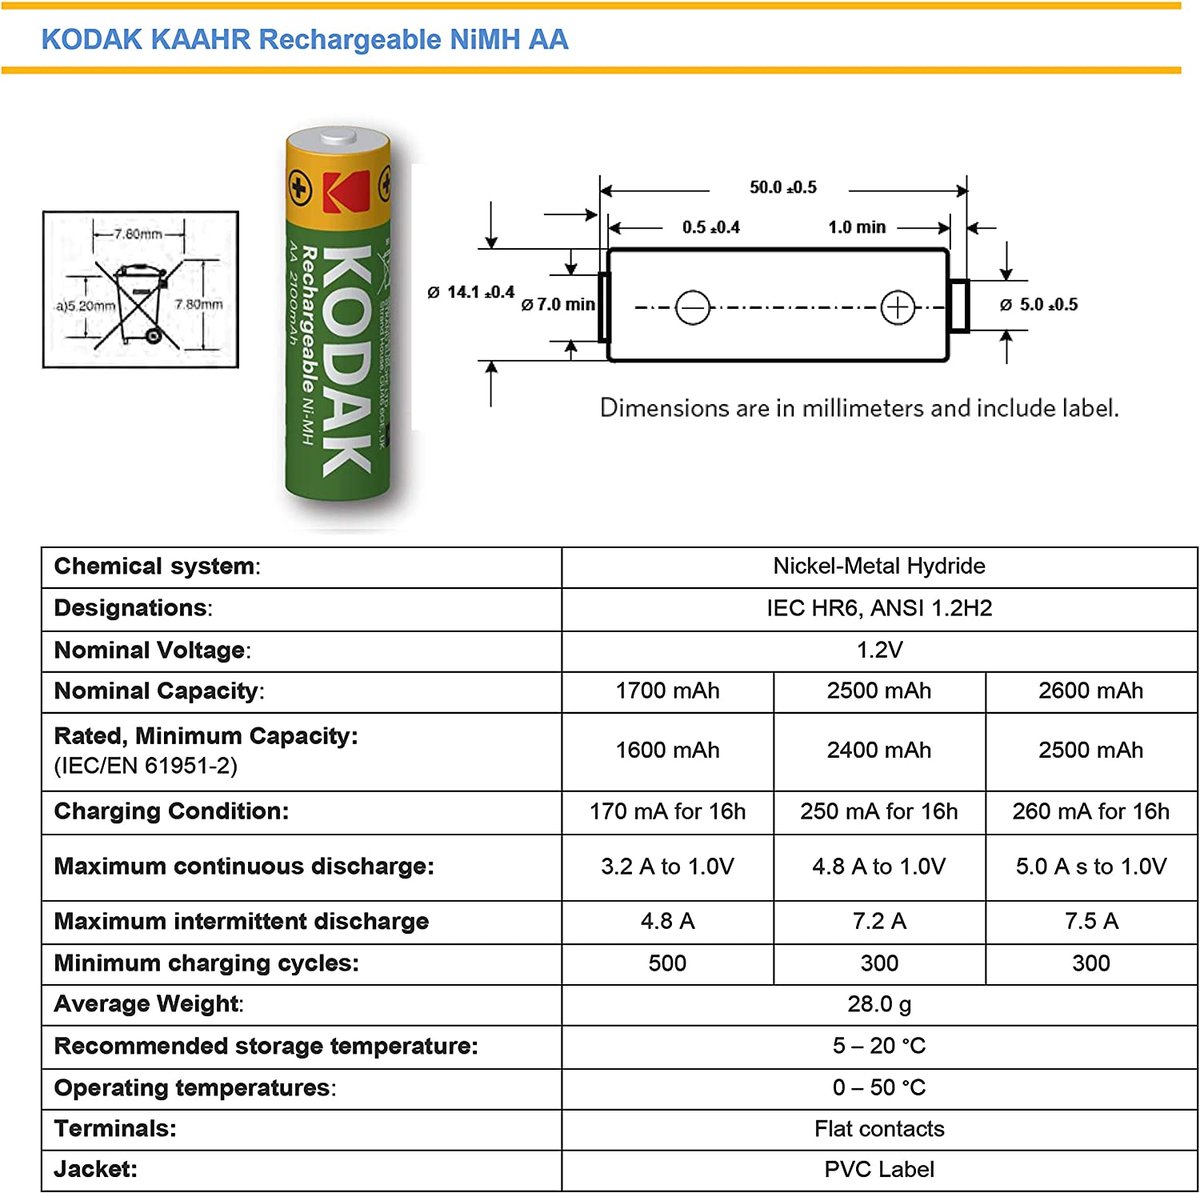 KODAK KAAHR Rechargeable NiMH AA
7.80mm
a)5.20mm
7.80mm
KODAK
Rechargeable Ni-MH
AA 2100mAh
50.0 ±0.5
0.5 ±0.4
1.0 min
Ø 14.1 ±0.4
Ø 7.0 min
Ø 5.0 ±0.5
Dimensions are in millimeters and include label.
Chemical system: Nickel-Metal Hydride
Designations: IEC HR6, ANSI 1.2H2
Nominal Voltage: 1.2V
Nominal Capacity: 1700 mAh 2500 mAh 2600 mAh
Rated, Minimum Capacity:
(IEC/EN 61951-2) 1600 mAh 2400 mAh 2500 mAh
Charging Condition: 170 mA for 16h 250 mA for 16h 260 mA for 16h
Maximum continuous discharge: 3.2 A to 1.0V 4.8 A to 1.0V 5.0 A s to 1.0V
Maximum intermittent discharge 4.8 A 7.2 A 7.5 A
Minimum charging cycles: 500 300 300
Average Weight: 28.0 g
Recommended storage temperature: 5 – 20 °C
Operating temperatures: 0 – 50 °C
Terminals: Flat contacts
Jacket: PVC Label